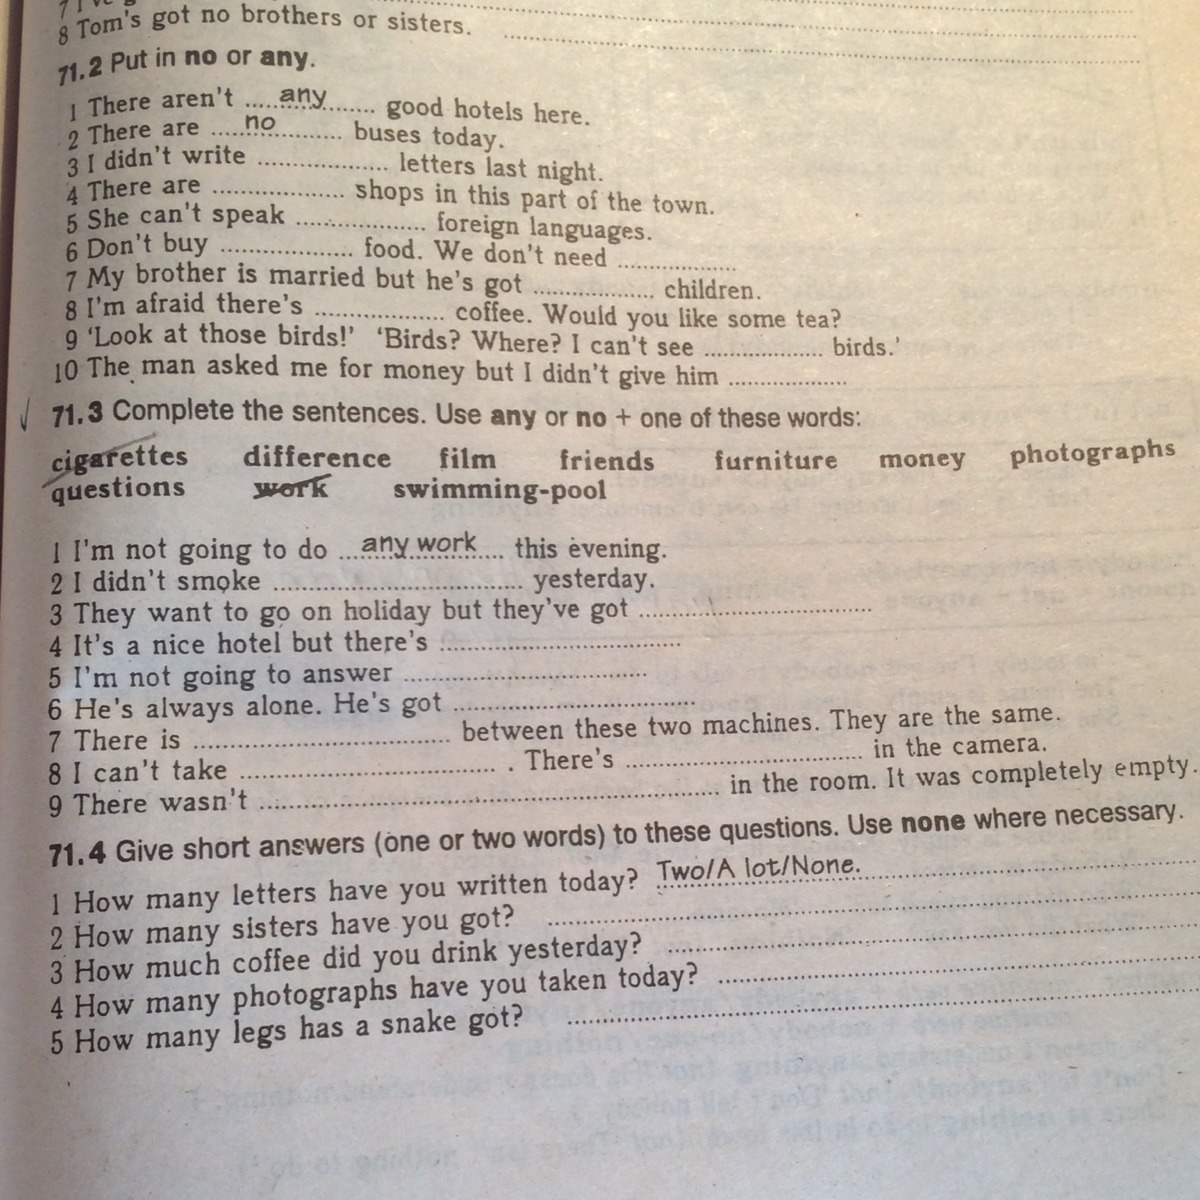 8 Tom's got no brothers or sisters. ..........
71.2 Put in no or any.
1 There aren't .....any....... good hotels here.
2 There are .....no.......... buses today.
3 I didn't write .................. letters last night.
4 There are .................. shops in this part of the town.
5 She can't speak .................. foreign languages.
6 Don't buy .................. food. We don't need ..................
7 My brother is married but he's got .................. children.
8 I'm afraid there's .................. coffee. Would you like some tea?
9 'Look at those birds!' 'Birds? Where? I can't see .................. birds.'
10 The man asked me for money but I didn't give him ..................
71.3 Complete the sentences. Use any or no + one of these words:
cigarettes difference film friends furniture money photographs
questions work swimming-pool
1 I'm not going to do ...any work.... this evening.
2 I didn't smoke .................................. yesterday.
3 They want to go on holiday but they've got ..................................
4 It's a nice hotel but there's ..................................
5 I'm not going to answer ..................................
6 He's always alone. He's got ..................................
7 There is .................................. between these two machines. They are the same.
8 I can't take .................................. . There's .................................. in the camera.
9 There wasn't .................................................. in the room. It was completely empty.
71.4 Give short answers (one or two words) to these questions. Use none where necessary.
1 How many letters have you written today? Two/A lot/None. ..................
2 How many sisters have you got? ..................
3 How much coffee did you drink yesterday? ..................
4 How many photographs have you taken today? ..................
5 How many legs has a snake got? ..................